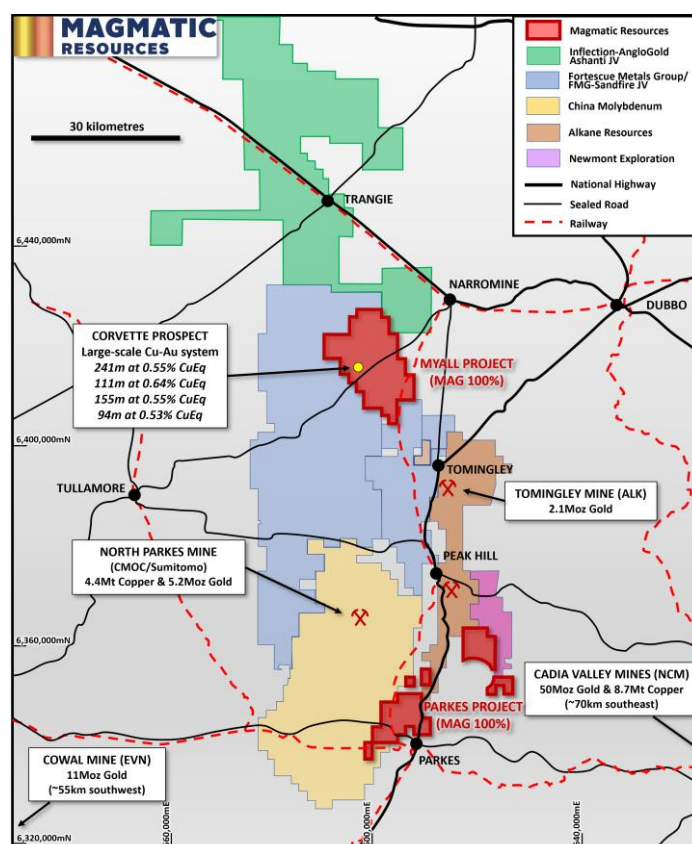 MAGMATIC
RESOURCES
Magmatic Resources
Inflection-AngloGold
Ashanti JV
Fortescue Metals Group/
FMG-Sandfire JV
China Molybdenum
Alkane Resources
Newmont Exploration
National Highway
Sealed Road
Railway
30 kilometres
TRANGIE
6,440,000mN
NARROMINE
DUBBO
CORVETTE PROSPECT
Large-scale Cu-Au system
241m at 0.55% CuEq
111m at 0.64% CuEq
155m at 0.55% CuEq
94m at 0.53% CuEq
MYALL PROJECT
(MAG 100%)
6,400,000mN
TOMINGLEY
TULLAMORE
TOMINGLEY MINE (ALK)
2.1Moz Gold
NORTH PARKES MINE
(CMOC/Sumitomo)
4.4Mt Copper & 5.2Moz Gold
PEAK HILL
6,360,000mN
CADIA VALLEY MINES (NCM)
50Moz Gold & 8.7Mt Copper
(~70km southeast)
PARKES PROJECT
(MAG 100%)
PARKES
COWAL MINE (EVN)
11Moz Gold
(~55km southwest)
6,320,000mN